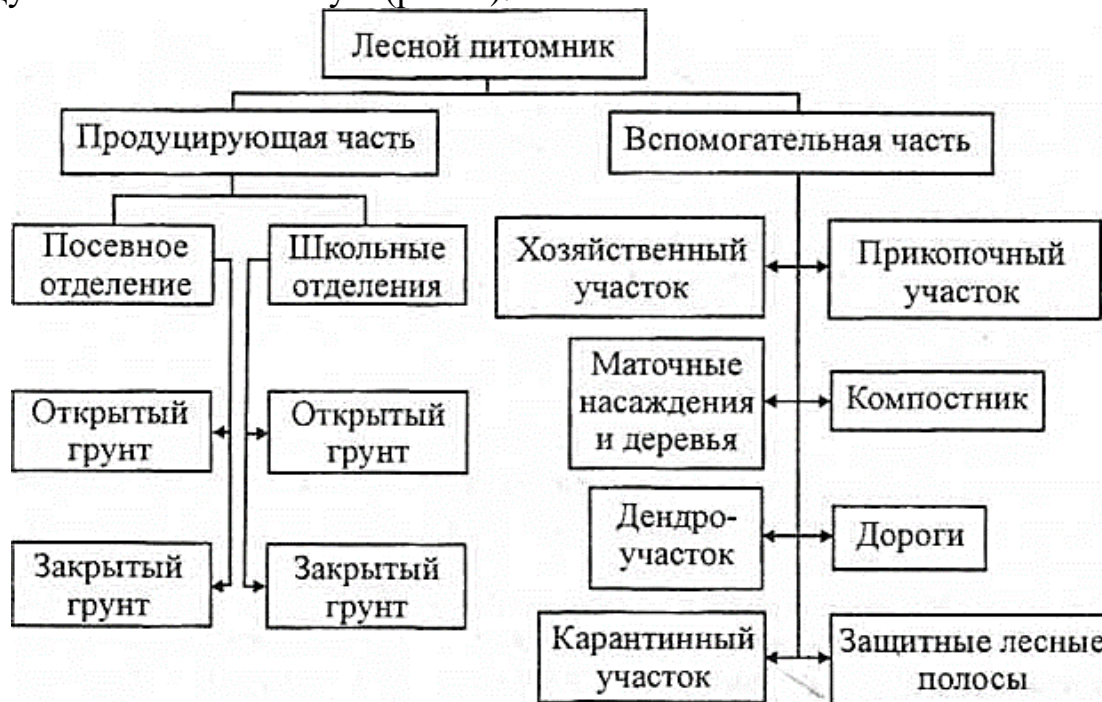 Лесной питомник
Продуцирующая часть
Вспомогательная часть
Посевное
отделение
Школьные
отделения
Открытый
грунт
Открытый
грунт
Закрытый
грунт
Закрытый
грунт
Хозяйственный
участок
Прикопочный
участок
Маточные
насаждения
и деревья
Компостник
Дендро-
участок
Дороги
Карантинный
участок
Защитные лесные
полосы